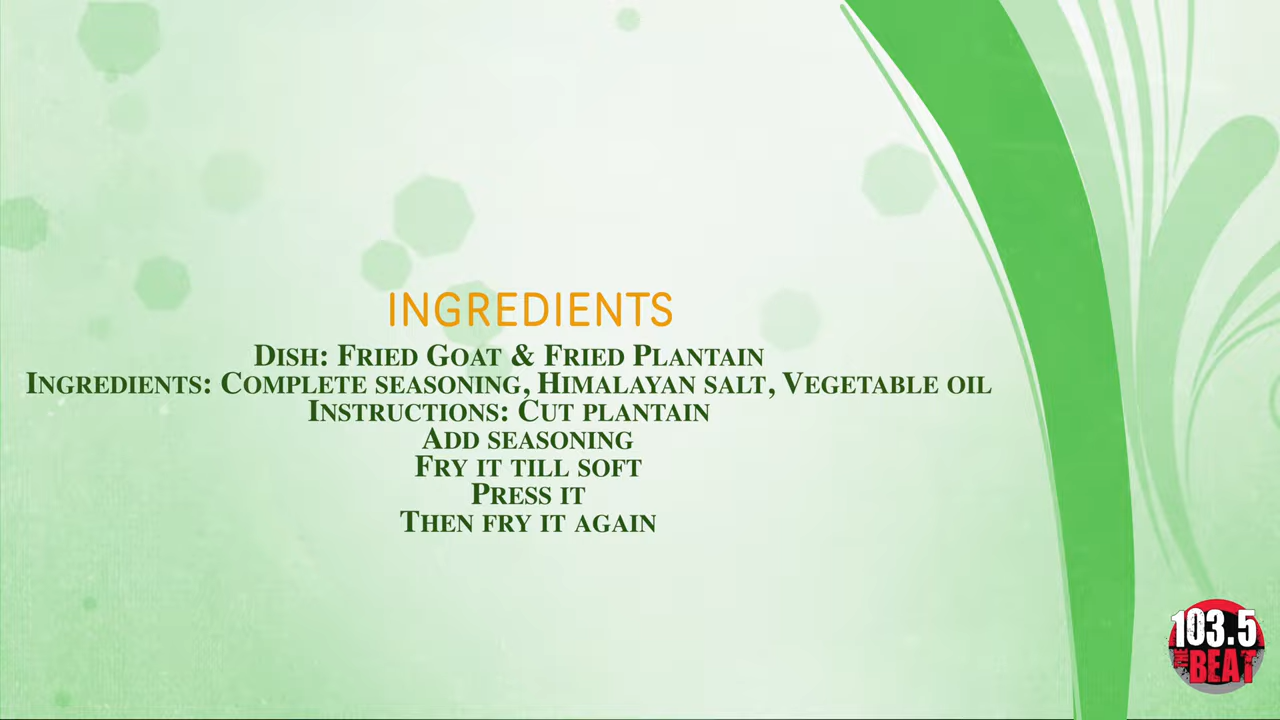 INGREDIENTS
Dish: Fried Goat & Fried Plantain
Ingredients: Complete seasoning, Himalayan salt, Vegetable oil
Instructions: Cut plantain
Add seasoning
Fry it till soft
Press it
Then fry it again
103.5
THE BEAT